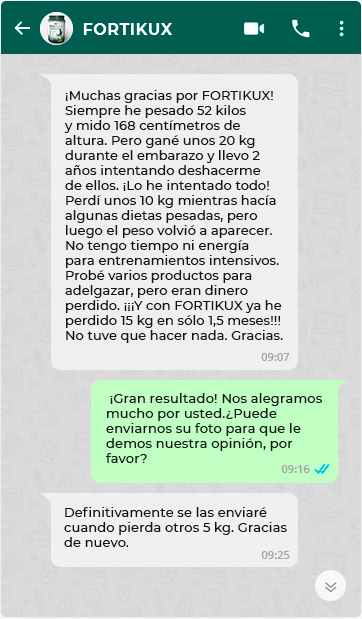 FORTIKUX
¡Muchas gracias por FORTIKUX!
Siempre he pesado 52 kilos
y mido 168 centímetros de
altura. Pero gané unos 20 kg
durante el embarazo y llevo 2
años intentando deshacerme
de ellos. ¡Lo he intentado todo!
Perdí unos 10 kg mientras hacía
algunas dietas pesadas, pero
luego el peso volvió a aparecer.
No tengo tiempo ni energía
para entrenamientos intensivos.
Probé varios productos para
adelgazar, pero eran dinero
perdido. ¡¡¡Y con FORTIKUX ya he
perdido 15 kg en sólo 1,5 meses!!!
No tuve que hacer nada. Gracias.
09:07
¡Gran resultado! Nos alegramos
mucho por usted.¿Puede
enviarnos su foto para que le
demos nuestra opinión, por
favor?
09:16
Definitivamente se las enviaré
cuando pierda otros 5 kg. Gracias
de nuevo.
09:25